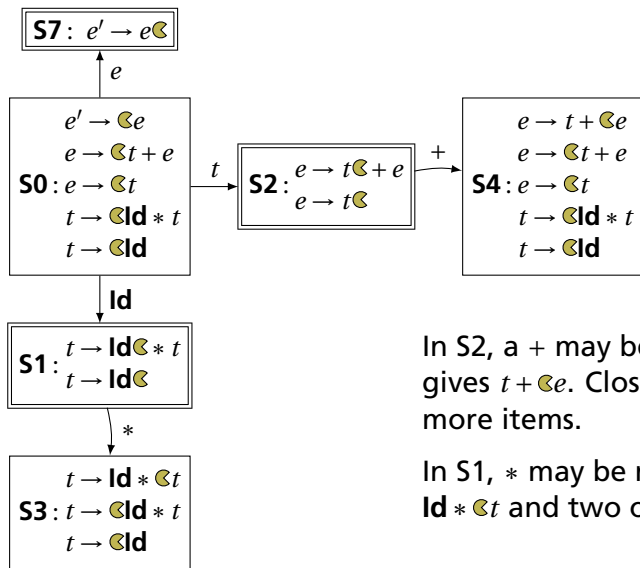 S7: e′ → e
e
e′ → e
e → t + e
S0: e → t
t → Id * t
t → Id
t
S2: e → t + e
e → t
+
e → t + e
e → t + e
S4: e → t
t → Id * t
t → Id
Id
S1: t → Id * t
t → Id
*
t → Id * t
S3: t → Id * t
t → Id
In S2, a + may be
gives t + e. Clos
more items.
In S1, * may be
Id * t and two